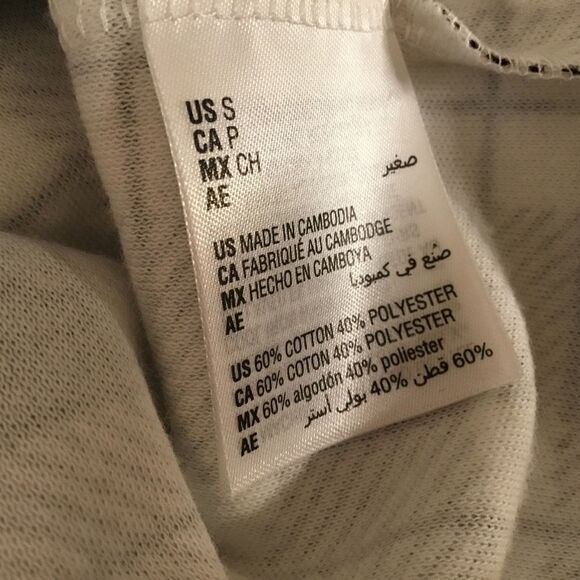 US S
CA P
MX CH
AE صغير
US MADE IN CAMBODIA
CA FABRIQUÉ AU CAMBODGE
MX HECHO EN CAMBOYA
AE صنع في كمبوديا
US 60% COTTON 40% POLYESTER
CA 60% COTON 40% POLYESTER
MX 60% algodón 40% poliester
AE 60% قطن 40% بولي أستر